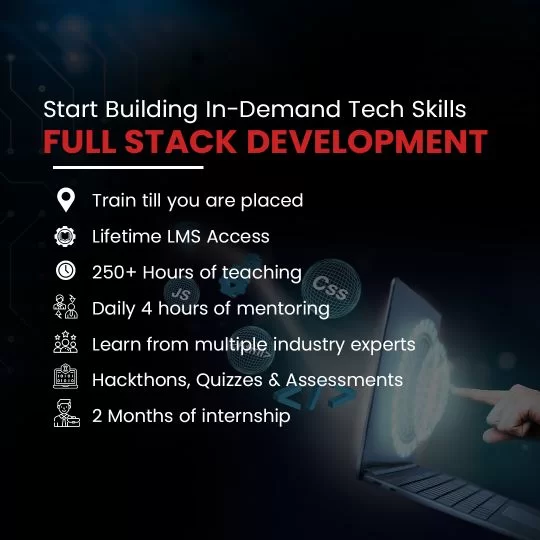 Start Building In-Demand Tech Skills
FULL STACK DEVELOPMENT
Train till you are placed
Lifetime LMS Access
250+ Hours of teaching
JS
Css
Daily 4 hours of mentoring
Learn from multiple industry experts
Hackthons, Quizzes & Assessments
</>
2 Months of internship